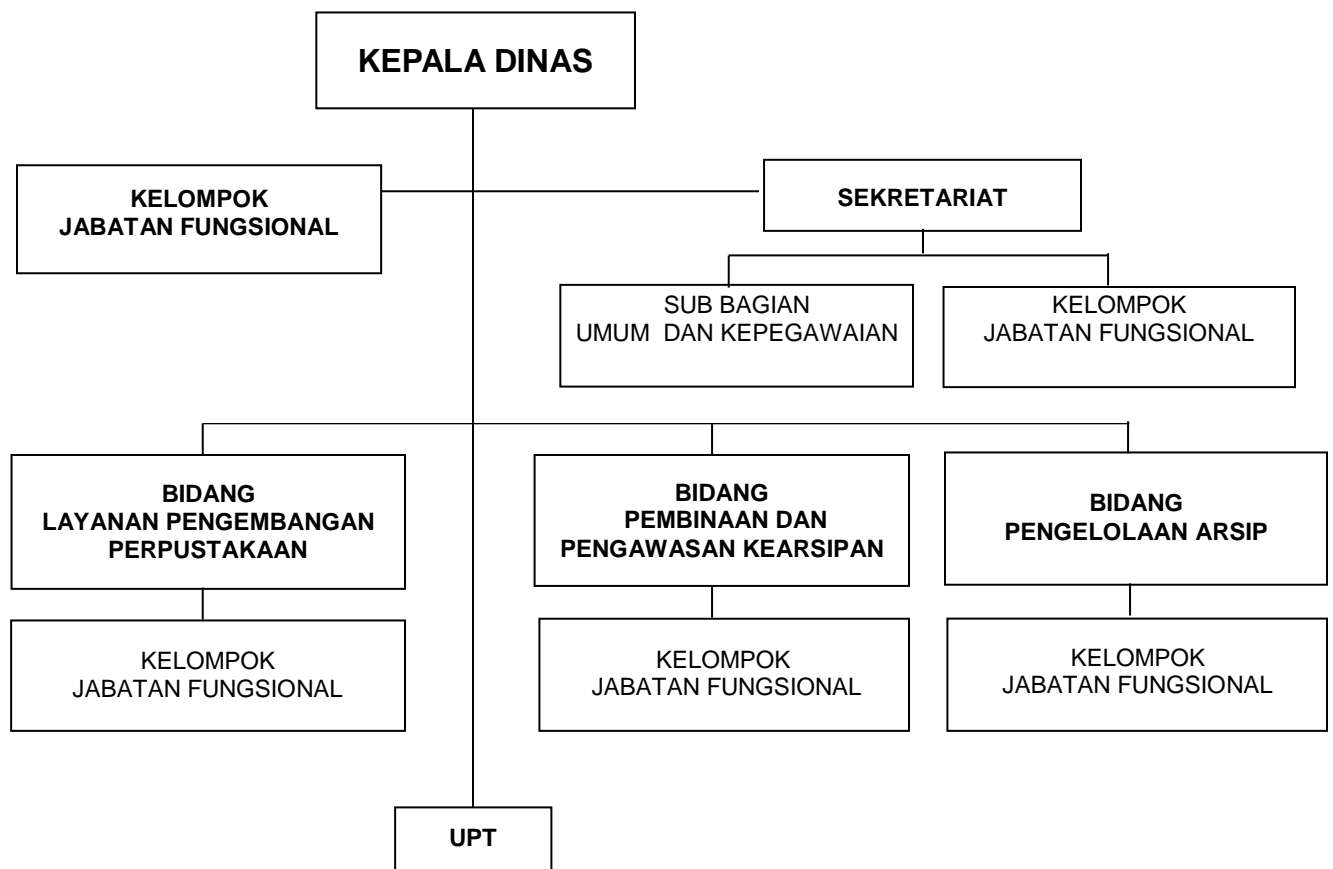 KEPALA DINAS
KELOMPOK
JABATAN FUNGSIONAL
SEKRETARIAT
SUB BAGIAN
UMUM DAN KEPEGAWAIAN
KELOMPOK
JABATAN FUNGSIONAL
BIDANG
LAYANAN PENGEMBANGAN
PERPUSTAKAAN
BIDANG
PEMBINAAN DAN
PENGAWASAN KEARSIPAN
BIDANG
PENGELOLAAN ARSIP
KELOMPOK
JABATAN FUNGSIONAL
KELOMPOK
JABATAN FUNGSIONAL
KELOMPOK
JABATAN FUNGSIONAL
UPT